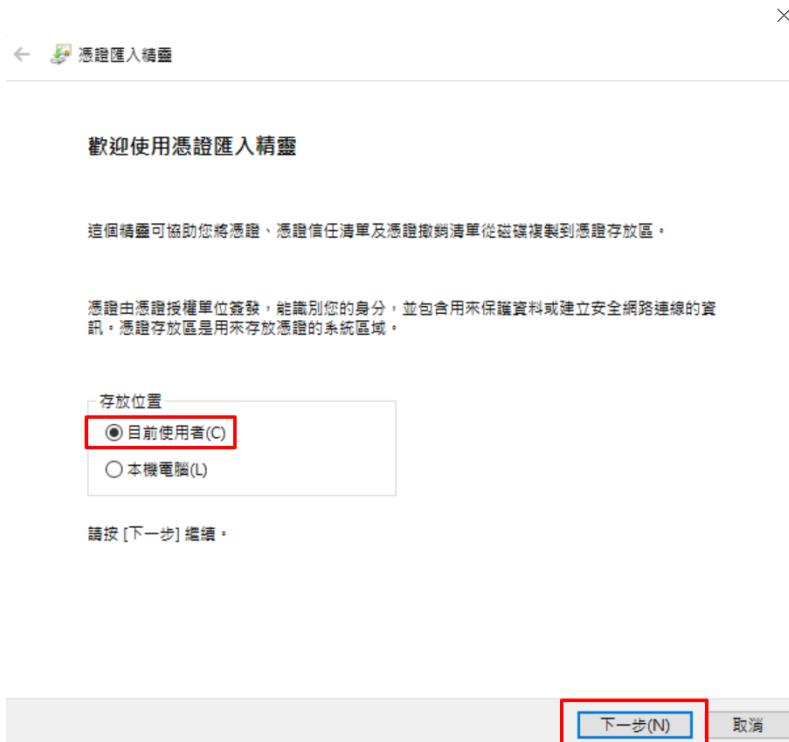 憑證匯入精靈
歡迎使用憑證匯入精靈
這個精靈可協助您將憑證、憑證信任清單及憑證撤銷清單從磁碟複製到憑證存放區。
憑證由憑證授權單位簽發，能識別您的身分，並包含用來保護資料或建立安全網路連線的資
訊。憑證存放區是用來存放憑證的系統區域。
存放位置
目前使用者(C)
本機電腦(L)
請按 [下一步] 繼續。
下一步(N)
取消